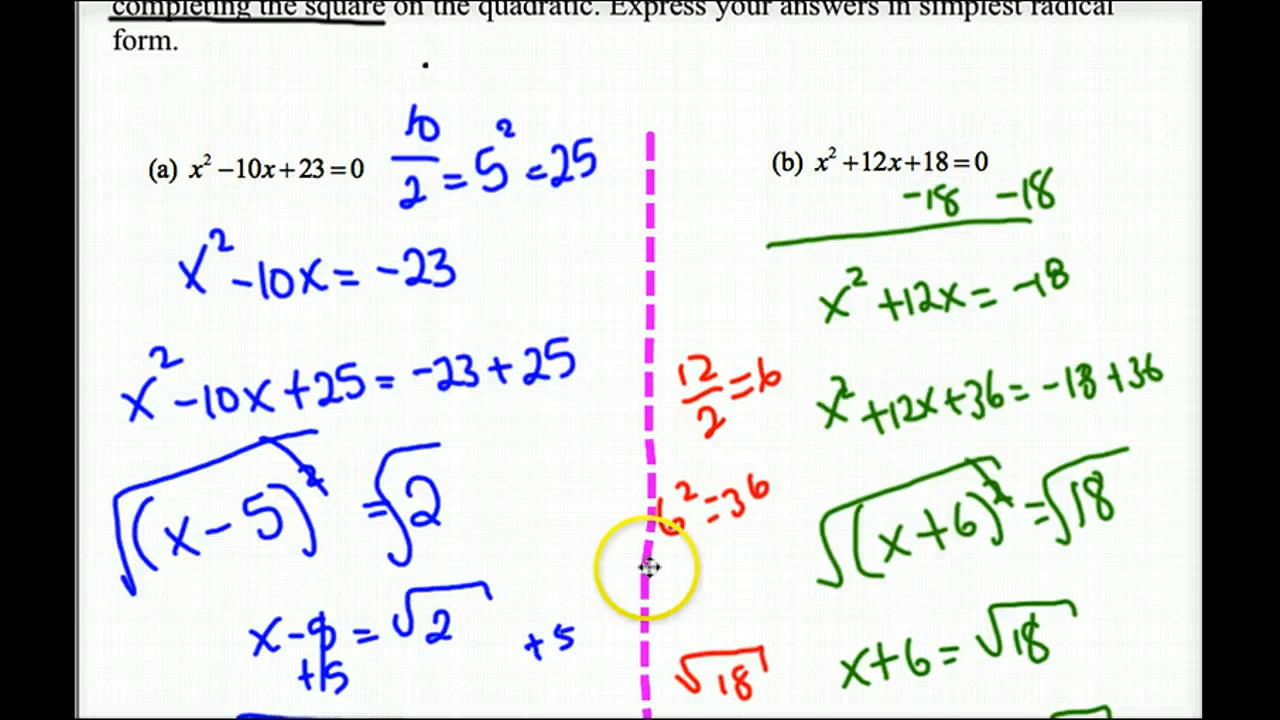 completing the square on the quadratic. Express your answers in simplest radical
form.
(a) x² −10x+23=0
10/2 = 5² = 25
x² -10x = -23
x² -10x + 25 = -23 + 25
√(x - 5)² = √2
x - 5 = √2
+5 +5
(b) x² +12x+18=0
-18 -18
x² +12x = -18
12/2 = 6
x² +12x + 36 = -18 + 36
6² = 36
√(x + 6)² = √18
x + 6 = √18
√18